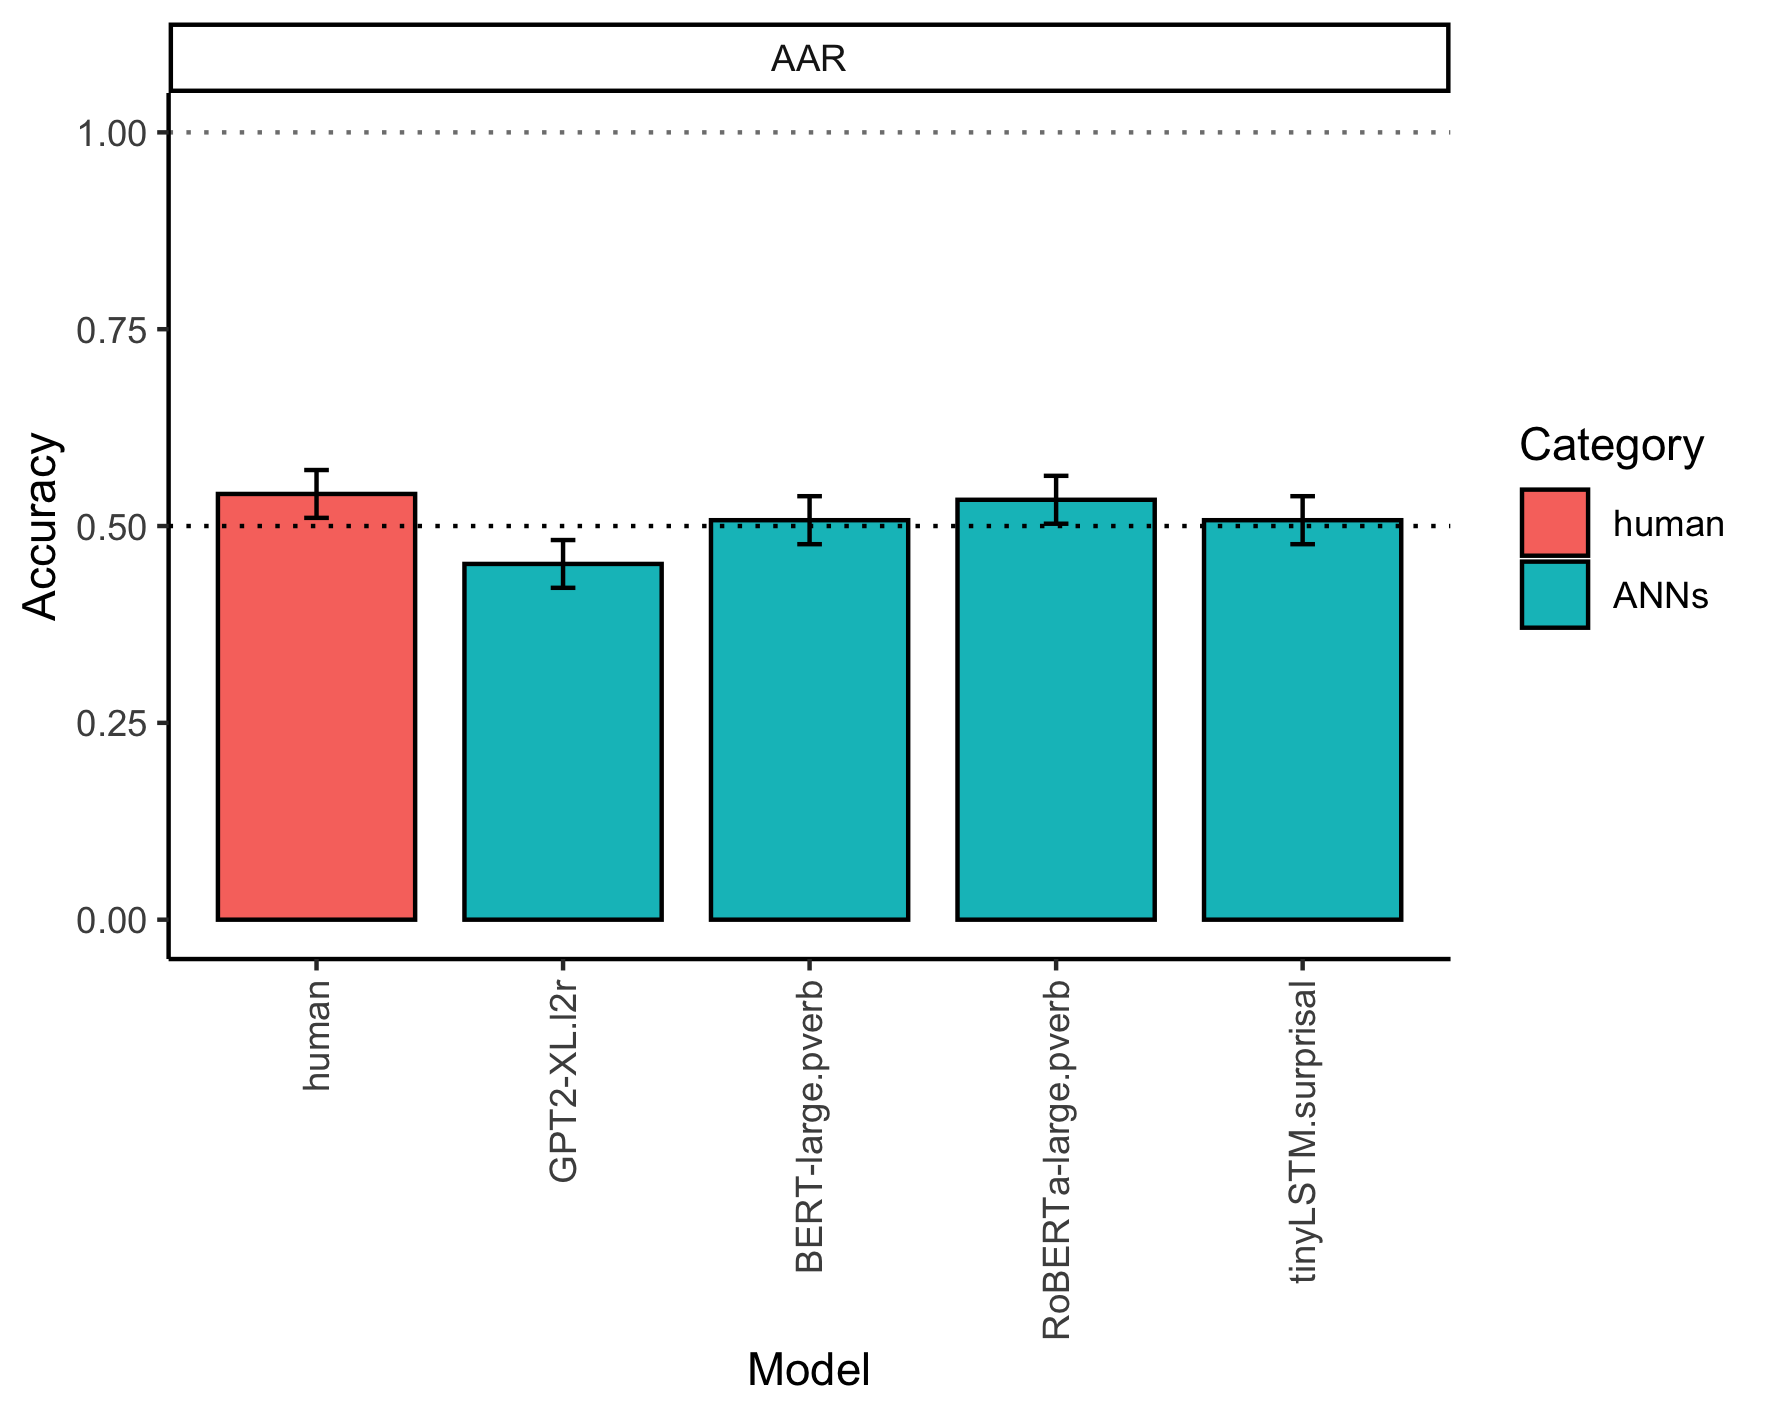 AAR
1.00
0.75
0.50
0.25
0.00
Accuracy
human
GPT2-XL.l2r
BERT-large.pverb
RoBERTa-large.pverb
tinyLSTM.surprisal
Model
Category
human
ANNs